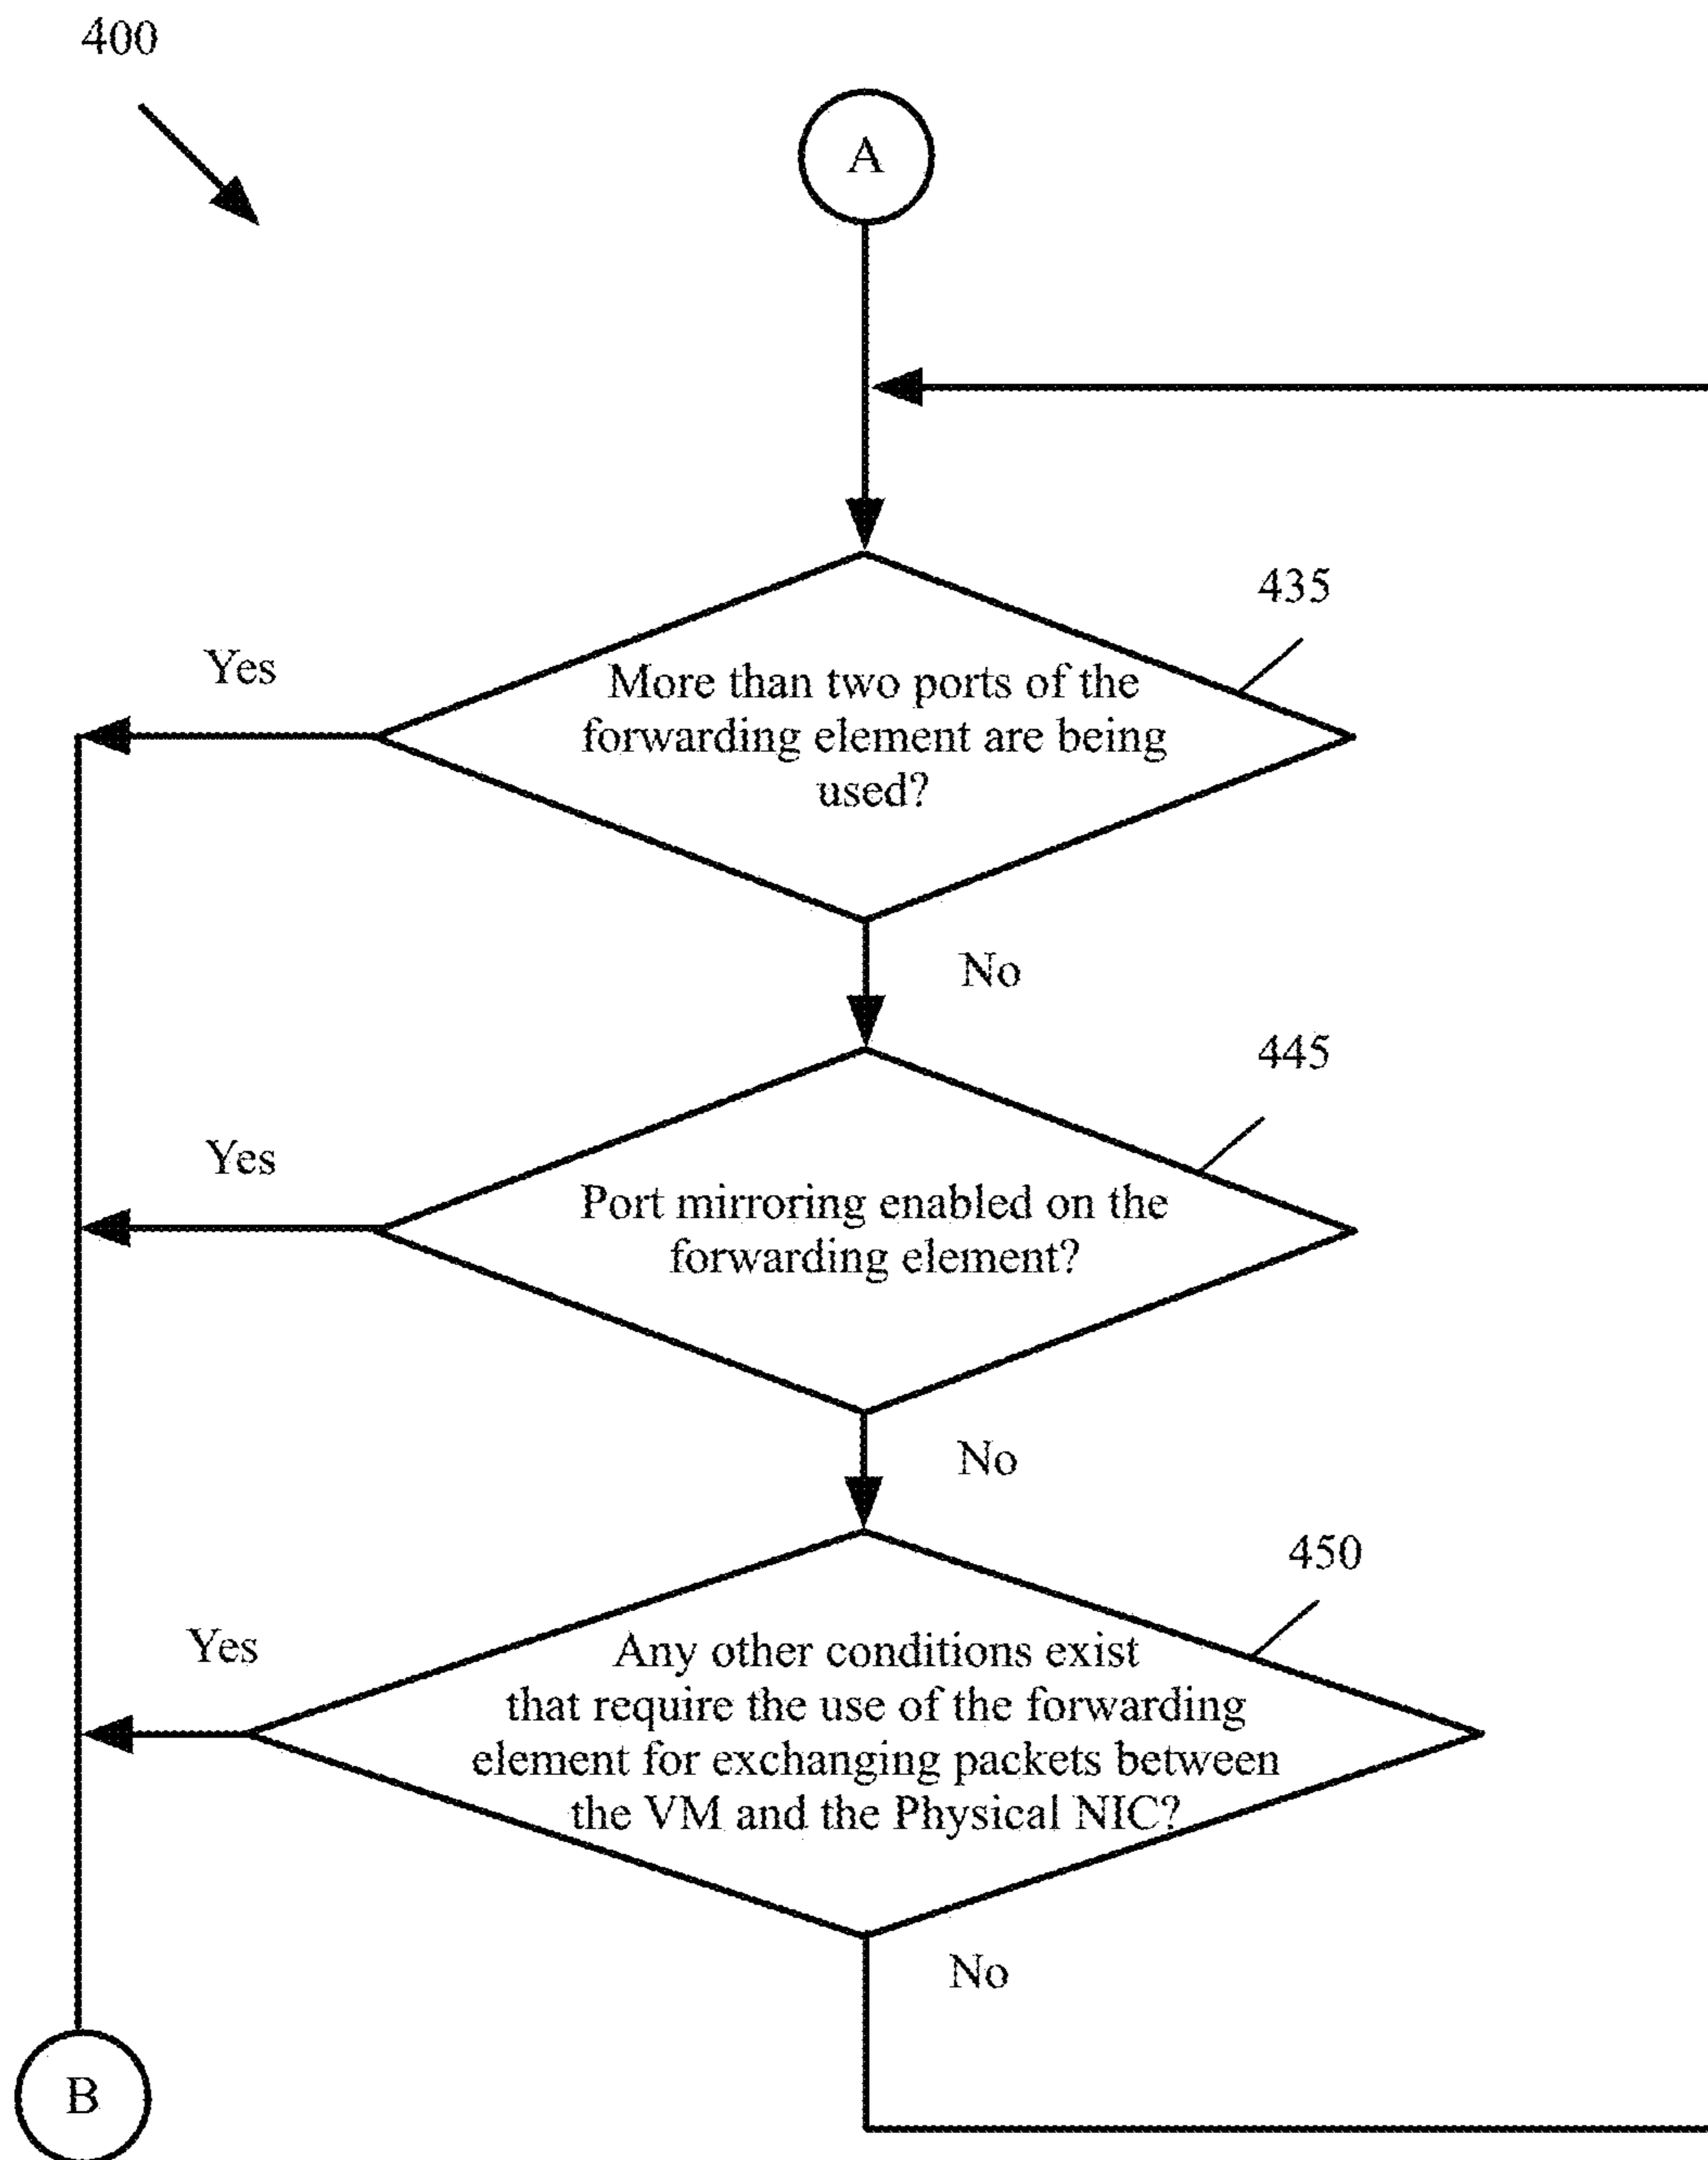 400
A
435
Yes
More than two ports of the
forwarding element are being
used?
No
445
Yes
Port mirroring enabled on the
forwarding element?
No
450
Yes
Any other conditions exist
that require the use of the forwarding
element for exchanging packets between
the VM and the Physical NIC?
No
B